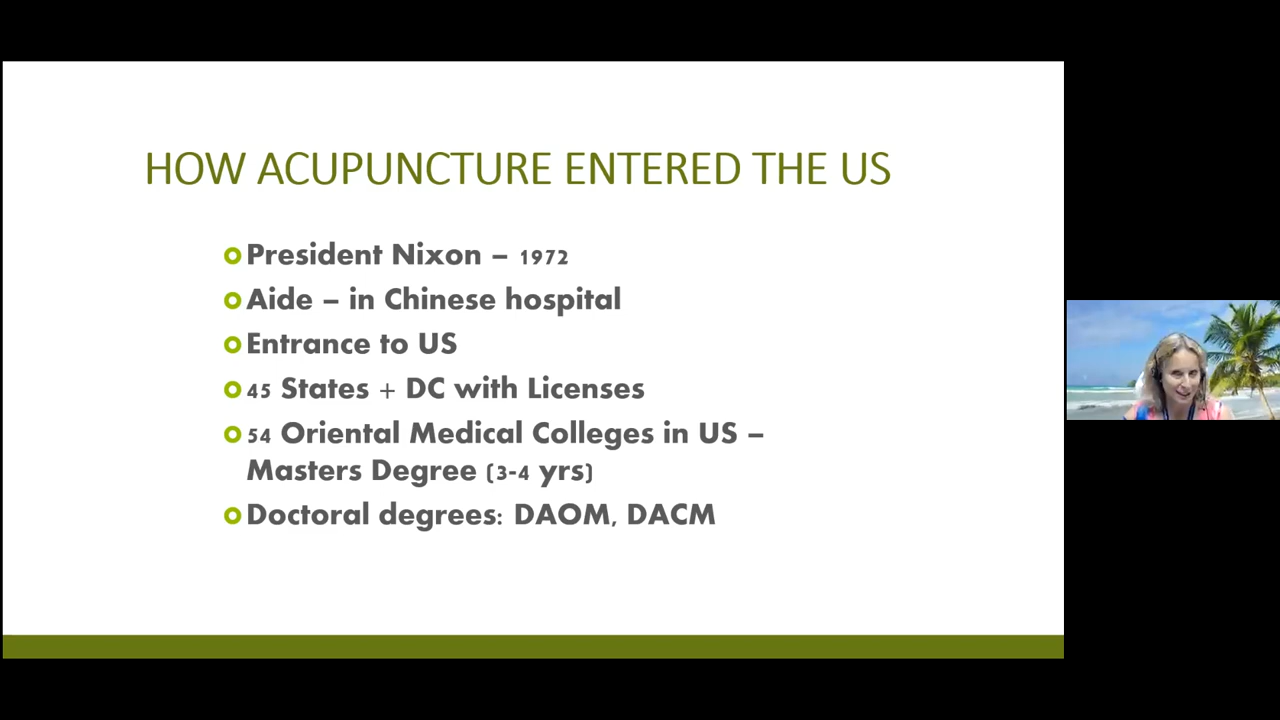 HOW ACUPUNCTURE ENTERED THE US
President Nixon – 1972
Aide – in Chinese hospital
Entrance to US
45 States + DC with Licenses
54 Oriental Medical Colleges in US –
Masters Degree (3-4 yrs)
Doctoral degrees: DAOM, DACM